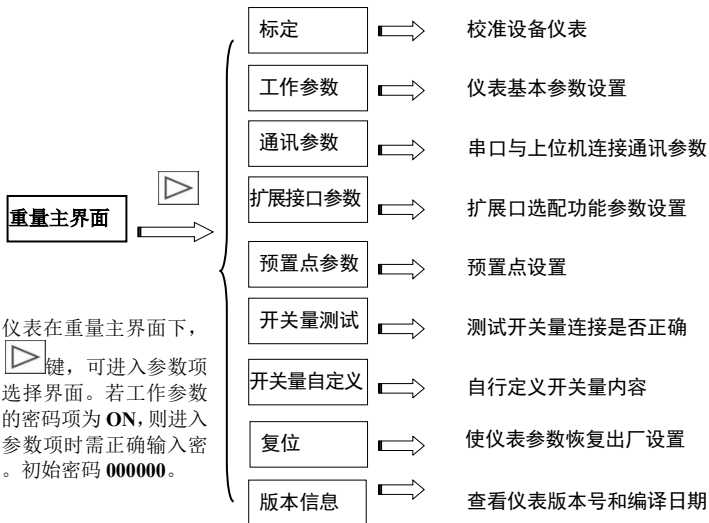 标定
校准设备仪表
工作参数
仪表基本参数设置
通讯参数
串口与上位机连接通讯参数
重量主界面
扩展接口参数
扩展口选配功能参数设置
预置点参数
预置点设置
开关量测试
测试开关量连接是否正确
开关量自定义
自行定义开关量内容
复位
使仪表参数恢复出厂设置
版本信息
查看仪表版本号和编译日期
仪表在重量主界面下，
键，可进入参数项
选择界面。若工作参数
的密码项为 ON，则进入
参数项时需正确输入密
。初始密码 000000。